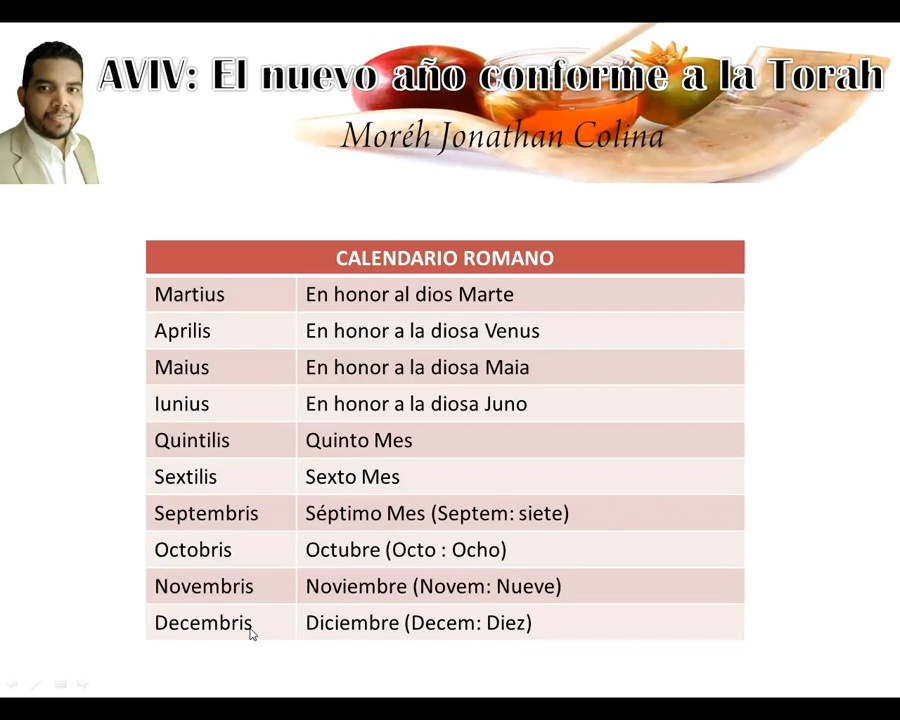 AVIV: El nuevo año conforme a la Torah
Moréh Jonathan Colina
CALENDARIO ROMANO
Martius En honor al dios Marte
Aprilis En honor a la diosa Venus
Maius En honor a la diosa Maia
Iunius En honor a la diosa Juno
Quintilis Quinto Mes
Sextilis Sexto Mes
Septembris Séptimo Mes (Septem: siete)
Octobris Octubre (Octo : Ocho)
Novembris Noviembre (Novem: Nueve)
Decembris Diciembre (Decem: Diez)